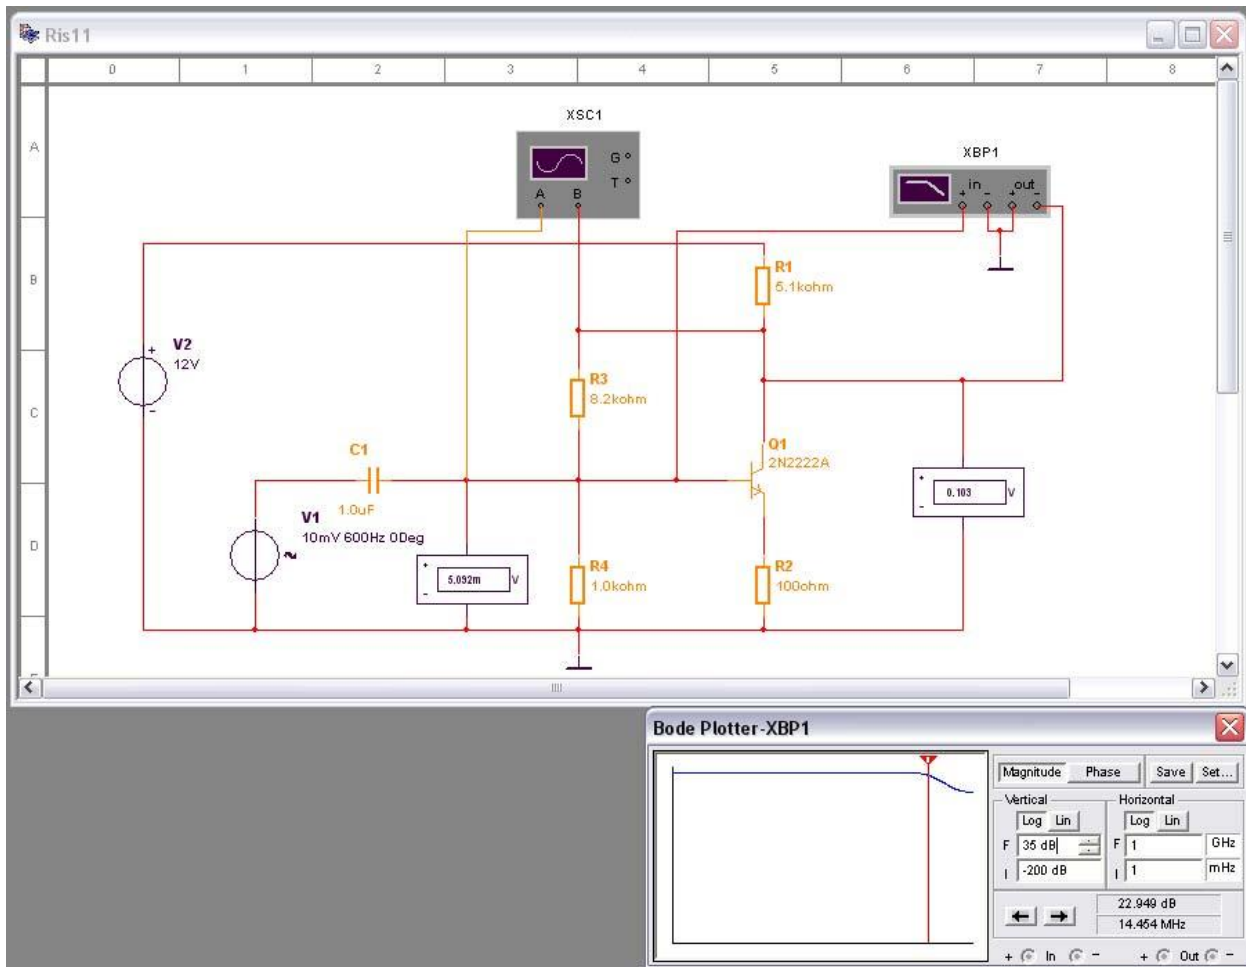 Ris11
0 1 2 3 4 5 6 7 8
XSC1
A
G
T
A B
XBP1
in out
+ - + -
B
R1
5.1kohm
V2
12V
+
-
R3
8.2kohm
C
C1
1.0uF
Q1
2N2222A
V1
10mV 600Hz 0Deg
+
0.103 V
-
D
+
5.092m V
-
R4
1.0kohm
R2
100ohm
Bode Plotter-XBP1
Magnitude Phase Save Set...
Vertical Horizontal
Log Lin Log Lin
F 35 dB F 1 GHz
I -200 dB I 1 mHz
22.949 dB
14.454 MHz
+ In - + Out -